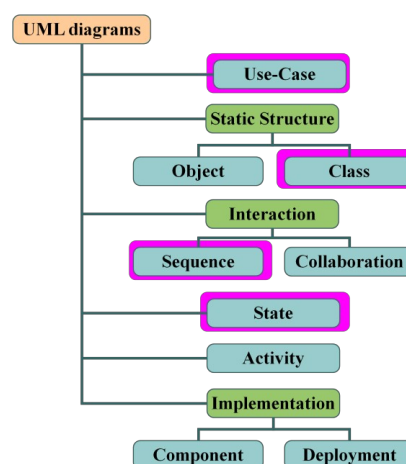 UML diagrams
Use-Case
Static Structure
Object
Class
Interaction
Sequence
Collaboration
State
Activity
Implementation
Component
Deployment